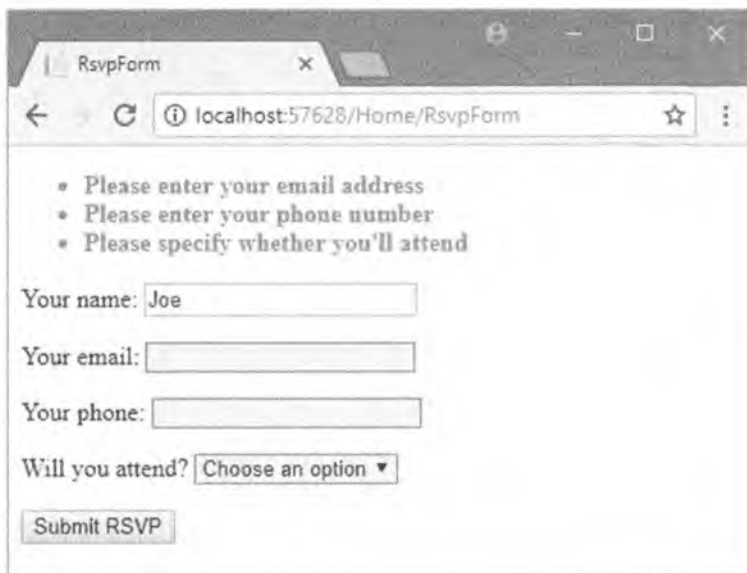 RsvpForm
localhost:57628/Home/RsvpForm
• Please enter your email address
• Please enter your phone number
• Please specify whether you'll attend
Your name: Joe
Your email:
Your phone:
Will you attend? Choose an option
Submit RSVP